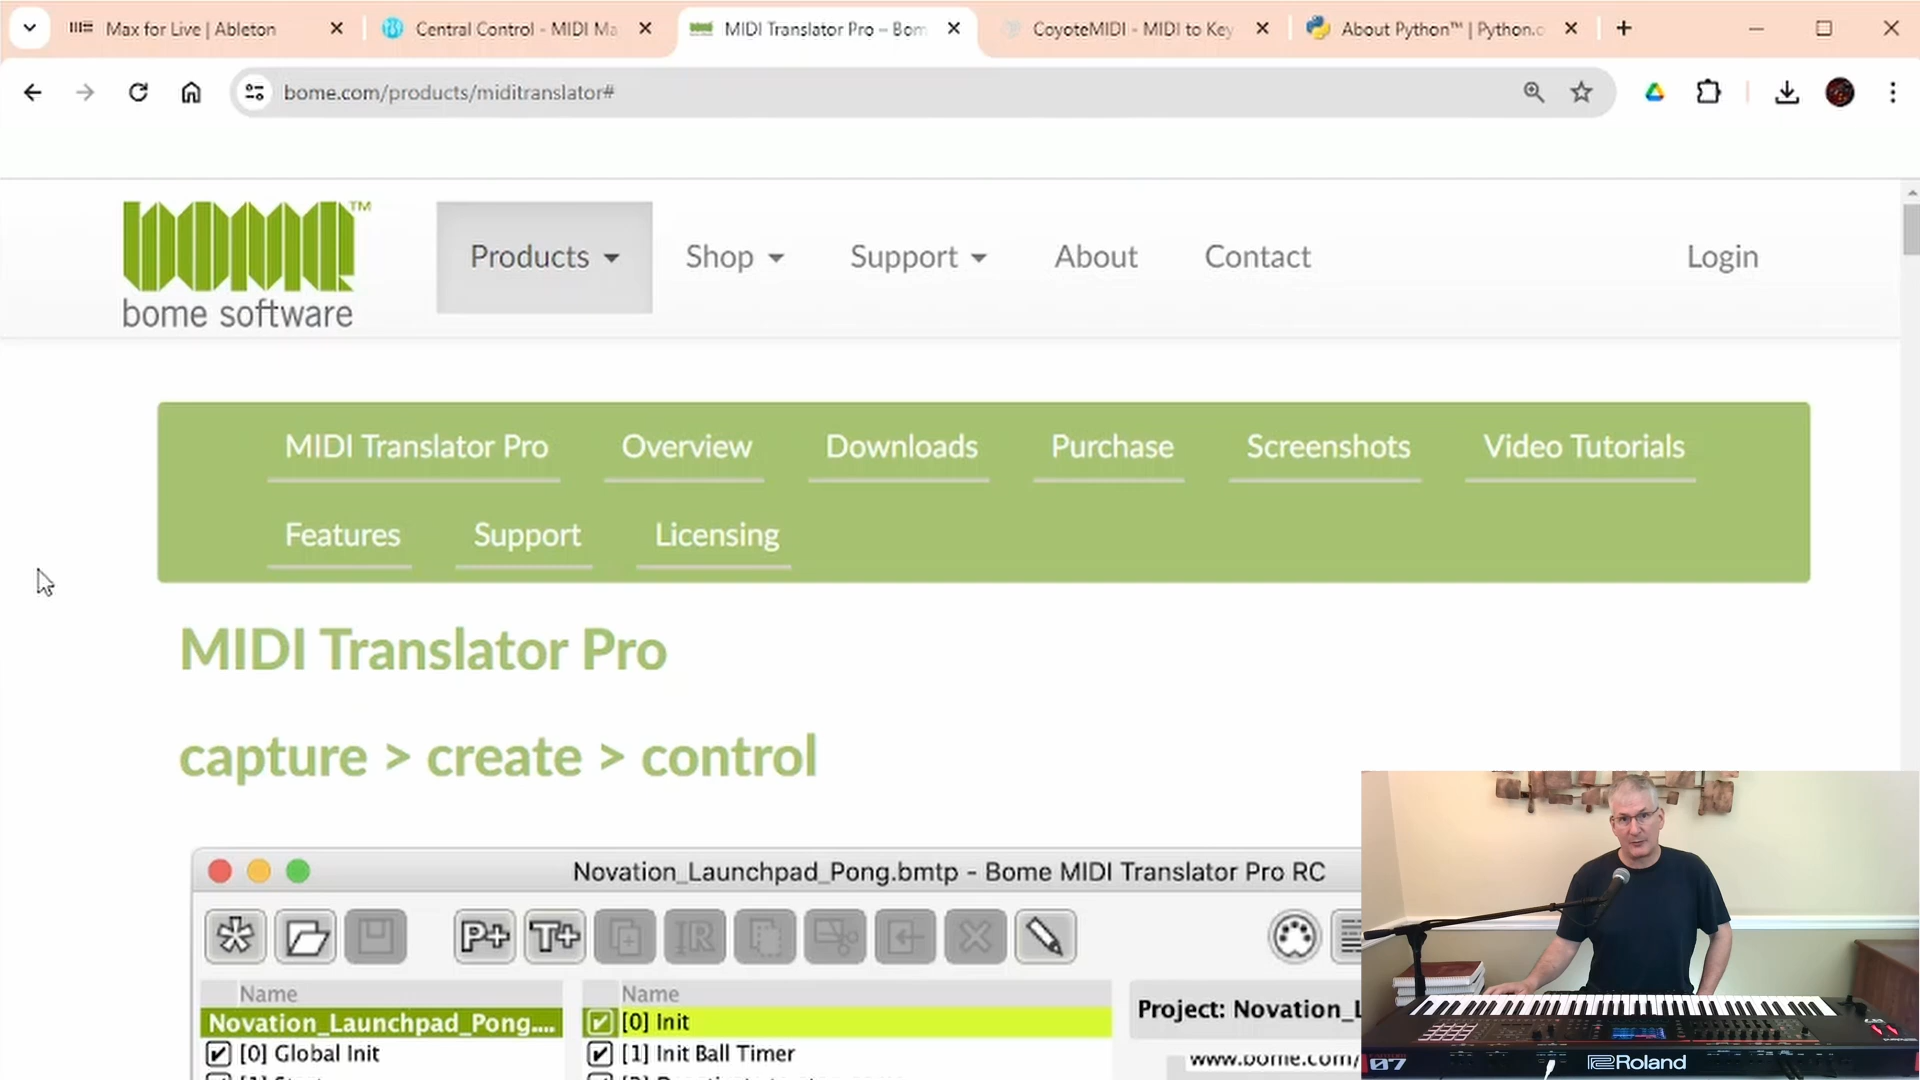 Max for Live | Ableton
Central Control - MIDI Ma
MIDI Translator Pro – Bom
CoyoteMIDI - MIDI to Key
About Python™ | Python.o
bome.com/products/miditranslator#
bome™
bome software
Products
Shop
Support
About
Contact
Login
MIDI Translator Pro
Overview
Downloads
Purchase
Screenshots
Video Tutorials
Features
Support
Licensing
MIDI Translator Pro
capture > create > control
Novation_Launchpad_Pong.bmtp - Bome MIDI Translator Pro RC
P+
T+
Name
Name
Novation_Launchpad_Pong....
[0] Init
Project: Novation_L
[0] Global Init
[1] Init Ball Timer
www.bome.com/
Roland
07